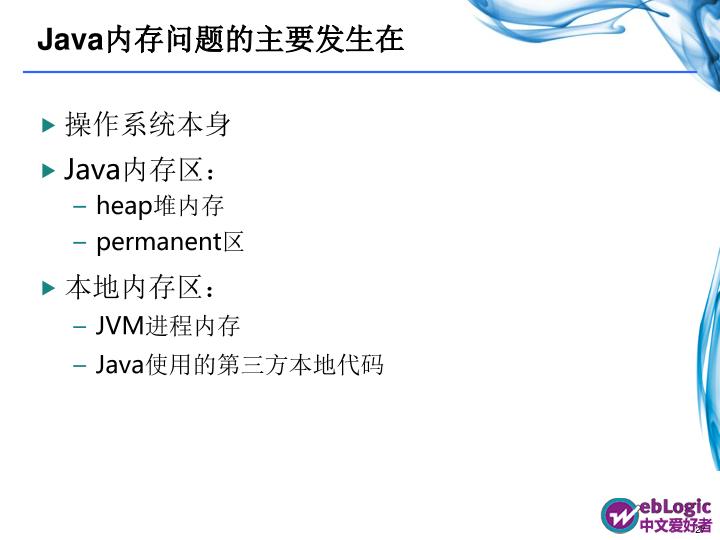 Java内存问题的主要发生在
操作系统本身
Java内存区：
– heap堆内存
– permanent区
本地内存区：
– JVM进程内存
– Java使用的第三方本地代码
WebLogic
中文爱好者